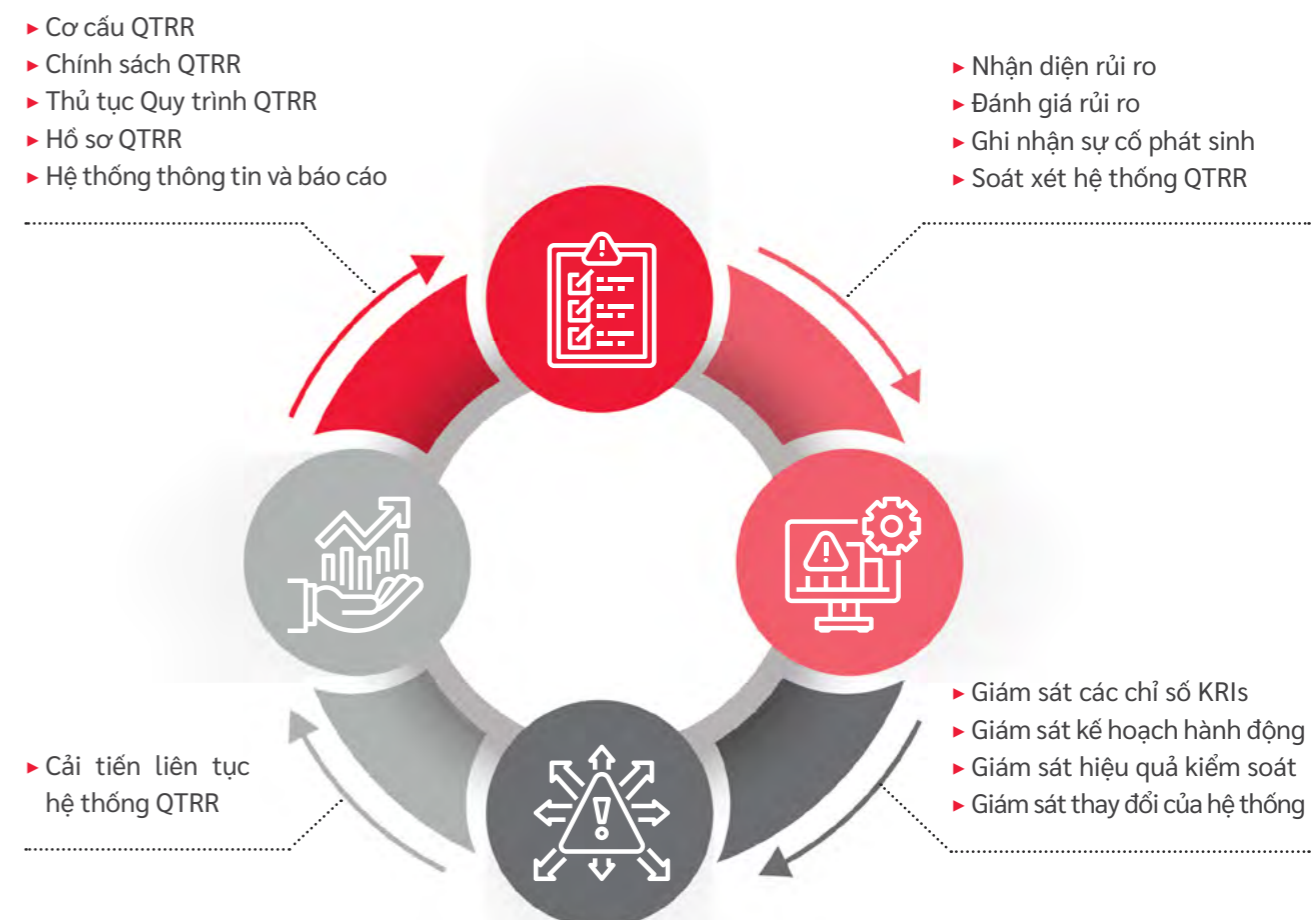 ▸ Cơ cấu QTRR
▸ Chính sách QTRR
▸ Thủ tục Quy trình QTRR
▸ Hồ sơ QTRR
▸ Hệ thống thông tin và báo cáo
▸ Nhận diện rủi ro
▸ Đánh giá rủi ro
▸ Ghi nhận sự cố phát sinh
▸ Soát xét hệ thống QTRR
▸ Giám sát các chỉ số KRIs
▸ Giám sát kế hoạch hành động
▸ Giám sát hiệu quả kiểm soát
▸ Giám sát thay đổi của hệ thống
▸ Cải tiến liên tục
hệ thống QTRR